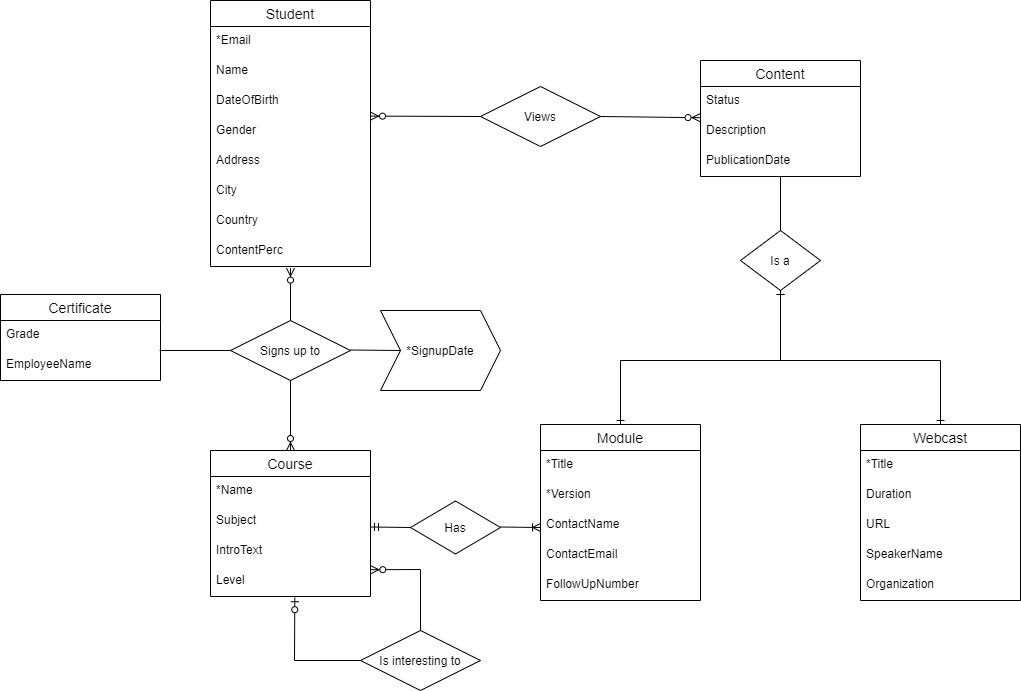 Student
*Email
Name
DateOfBirth
Gender
Address
City
Country
ContentPerc
Views
Content
Status
Description
PublicationDate
Is a
Certificate
Grade
EmployeeName
Signs up to
*SignupDate
Course
*Name
Subject
IntroText
Level
Has
Module
*Title
*Version
ContactName
ContactEmail
FollowUpNumber
Webcast
*Title
Duration
URL
SpeakerName
Organization
Is interesting to